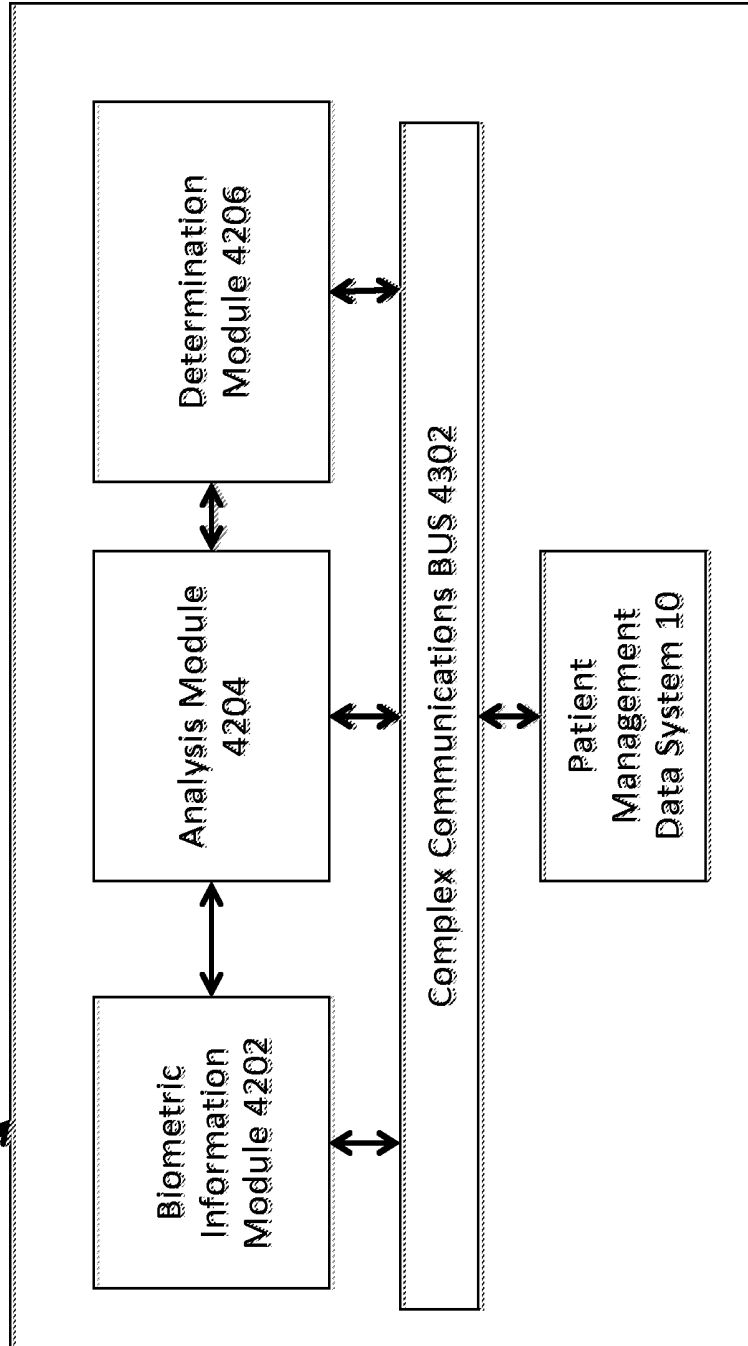 Biometric
Information
Module 4202
Analysis Module
4204
Determination
Module 4206
Complex Communications BUS 4302
Patient
Management
Data System 10